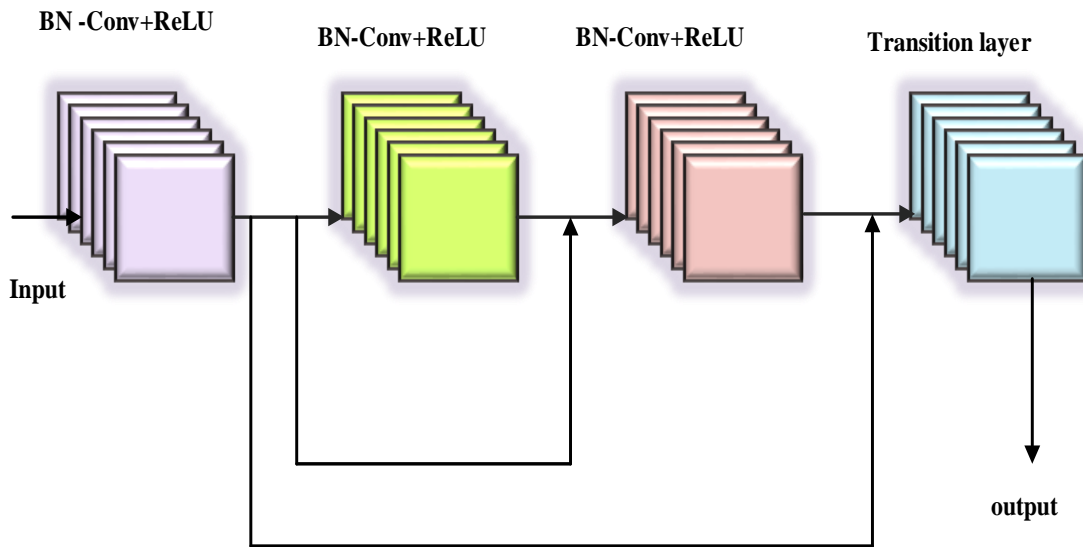 BN -Conv+ReLU
BN-Conv+ReLU
BN-Conv+ReLU
Transition layer
Input
output